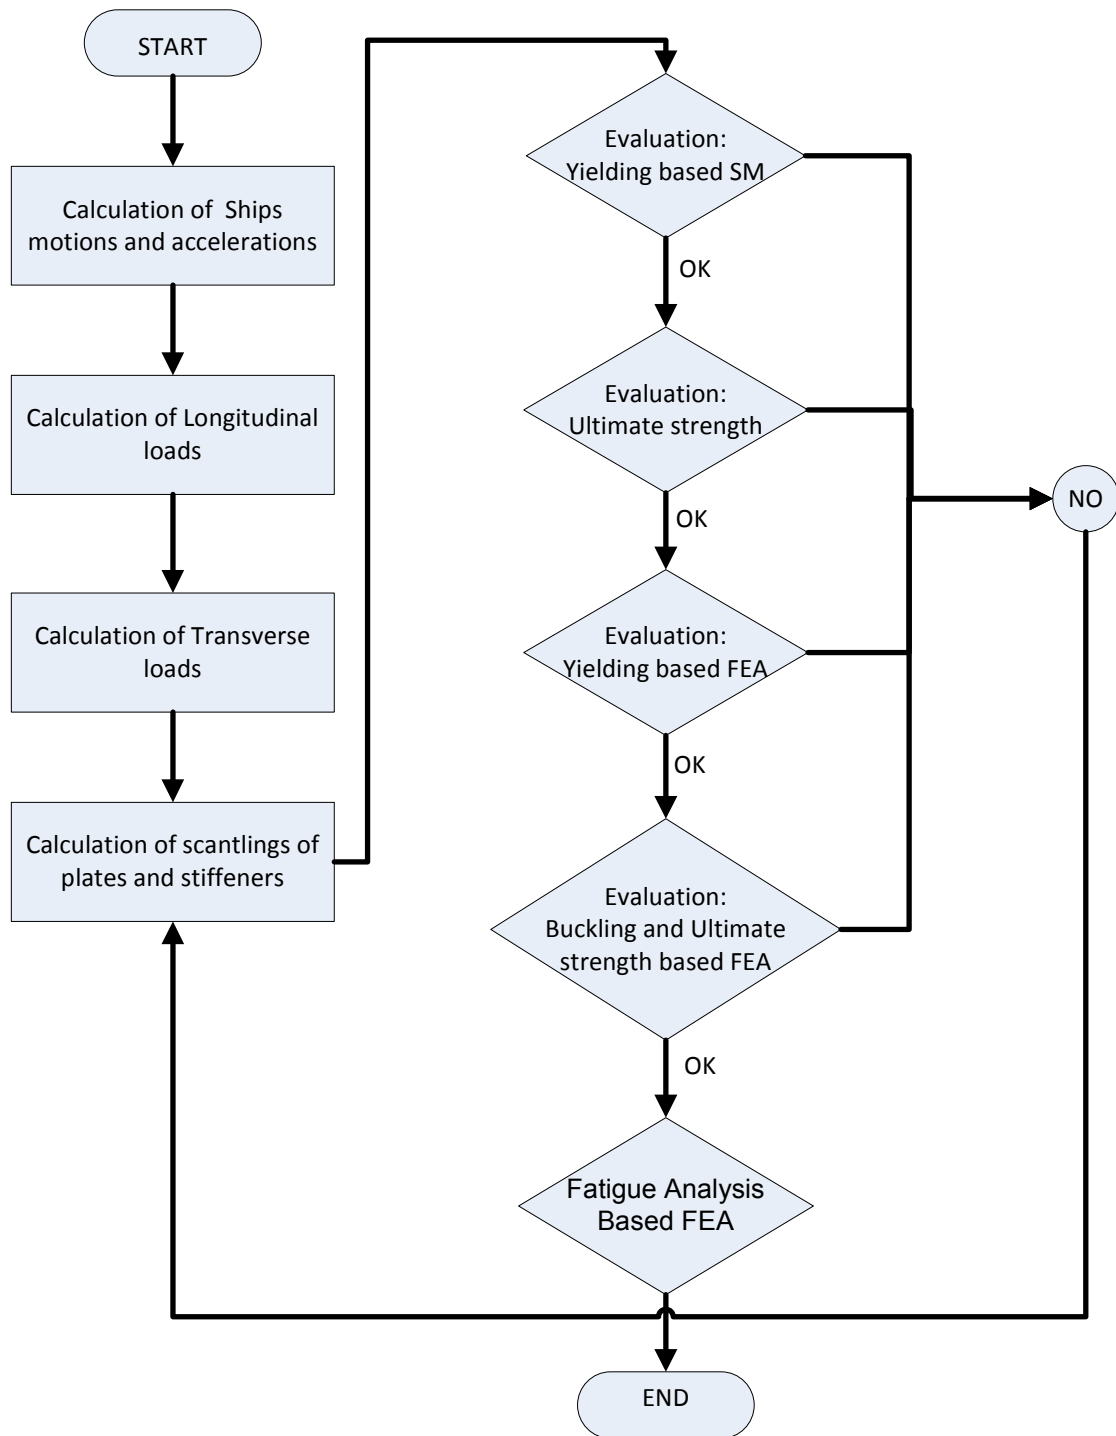 START
Calculation of Ships
motions and accelerations
Calculation of Longitudinal
loads
Calculation of Transverse
loads
Calculation of scantlings of
plates and stiffeners
Evaluation:
Yielding based SM
OK
Evaluation:
Ultimate strength
NO
OK
Evaluation:
Yielding based FEA
OK
Evaluation:
Buckling and Ultimate
strength based FEA
OK
Fatigue Analysis
Based FEA
END